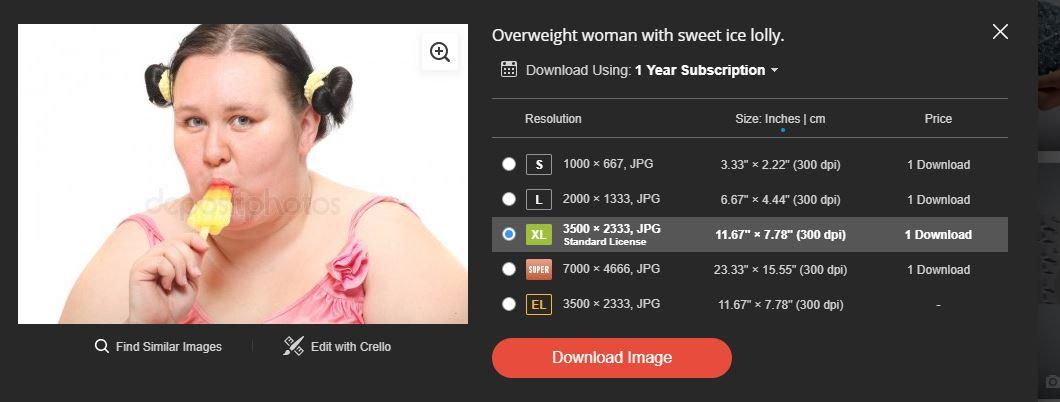 Overweight woman with sweet ice lolly.
Download Using: 1 Year Subscription
Resolution Size: Inches | cm Price
S 1000 × 667, JPG 3.33" × 2.22" (300 dpi) 1 Download
L 2000 × 1333, JPG 6.67" × 4.44" (300 dpi) 1 Download
XL 3500 × 2333, JPG 11.67" × 7.78" (300 dpi) 1 Download
Standard License
SUPER 7000 × 4666, JPG 23.33" × 15.55" (300 dpi) 1 Download
EL 3500 × 2333, JPG 11.67" × 7.78" (300 dpi) -
Download Image
depositphotos
Find Similar Images
Edit with Crello